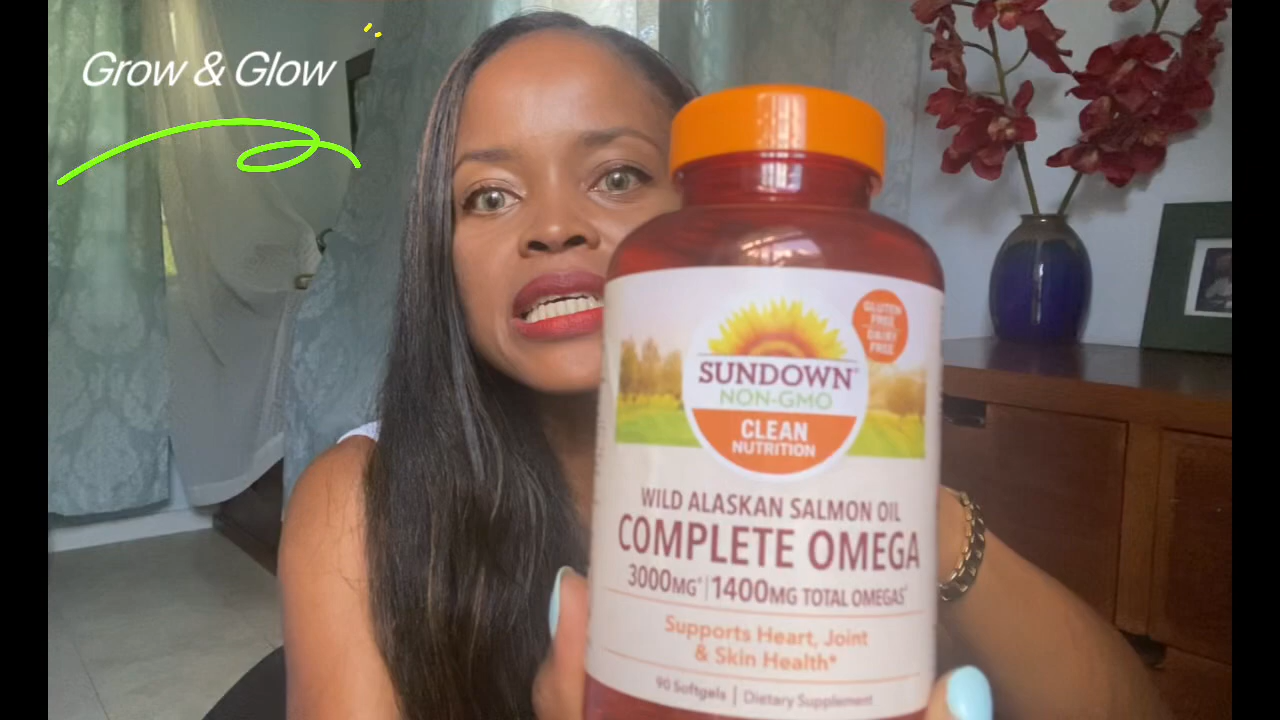 Grow & Glow
GLUTEN
FREE
DAIRY
FREE
SUNDOWN®
NON-GMO
CLEAN
NUTRITION
WILD ALASKAN SALMON OIL
COMPLETE OMEGA
3000MG* | 1400MG TOTAL OMEGAS*
Supports Heart, Joint
& Skin Health*
90 Softgels | Dietary Supplement